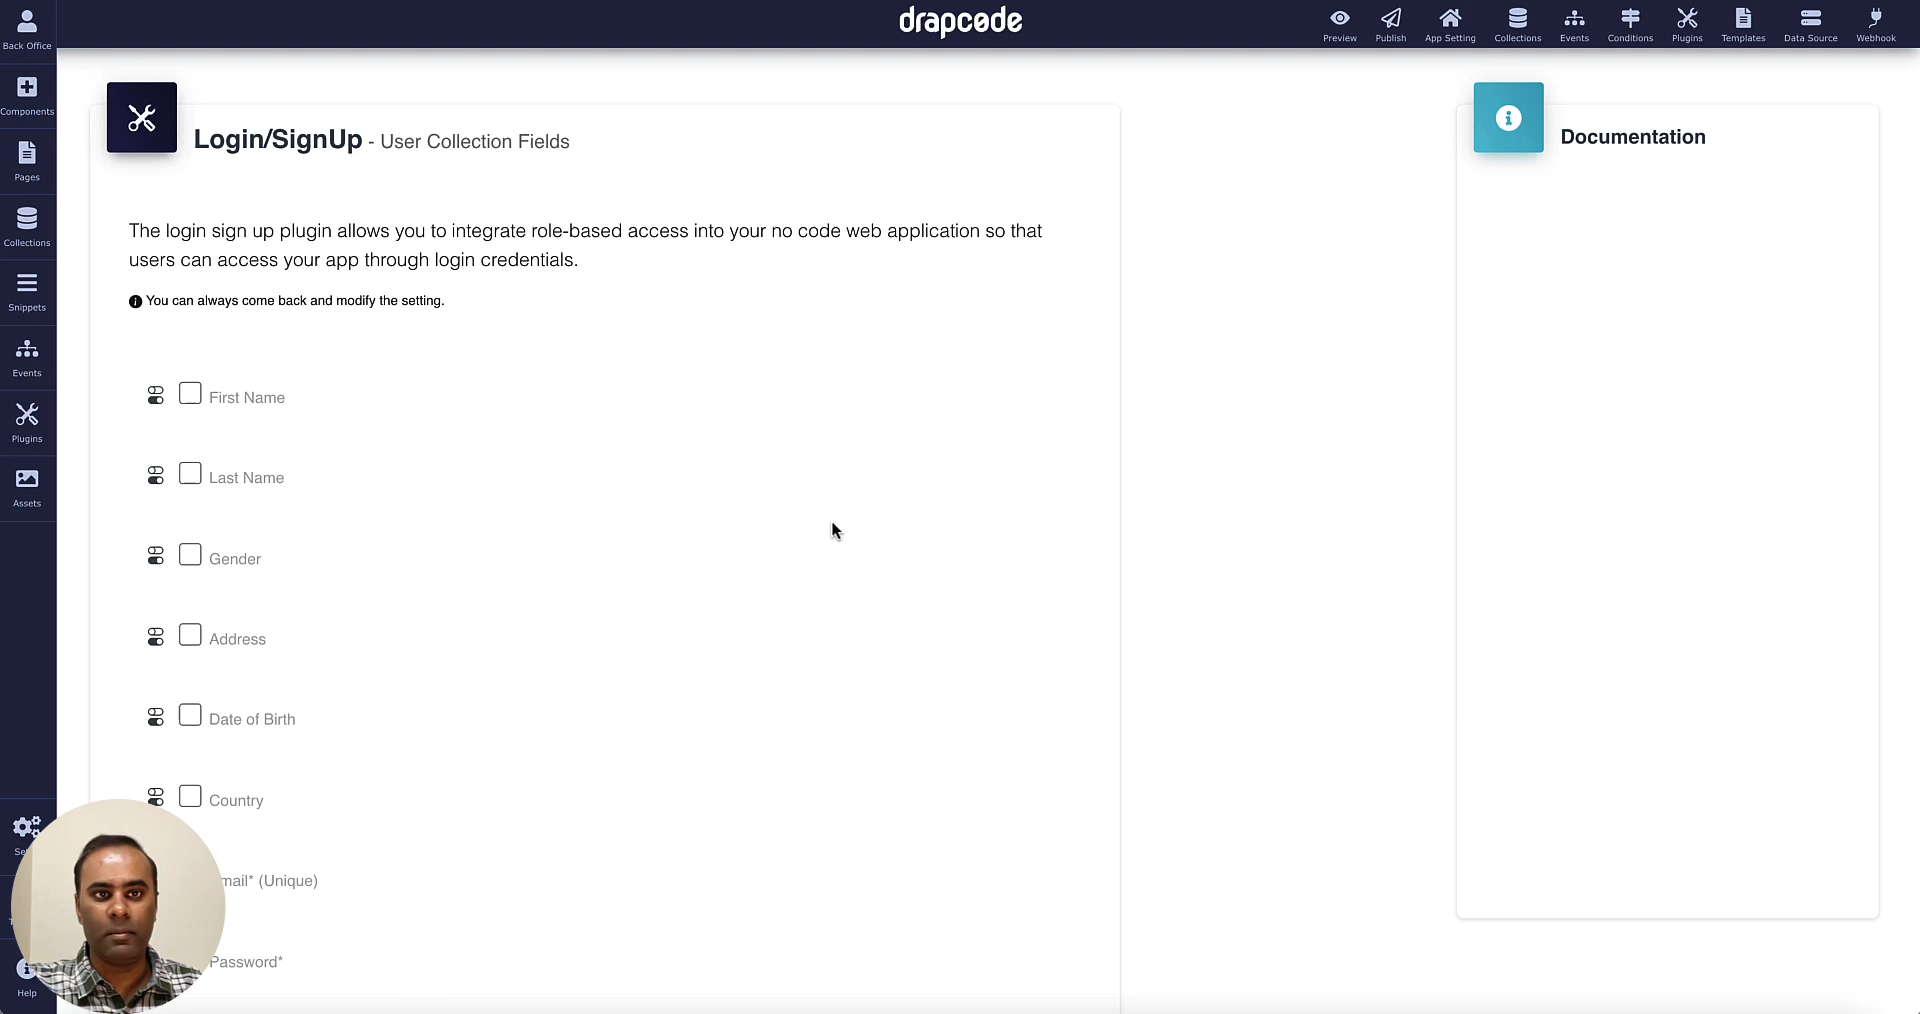 Back Office
drapcode
Preview
Publish
App Setting
Collections
Events
Conditions
Plugins
Templates
Data Source
Webhook
Components
Pages
Collections
Snippets
Events
Plugins
Assets
Help
Login/SignUp - User Collection Fields
The login sign up plugin allows you to integrate role-based access into your no code web application so that
users can access your app through login credentials.
You can always come back and modify the setting.
First Name
Last Name
Gender
Address
Date of Birth
Country
mail* (Unique)
Password*
Documentation